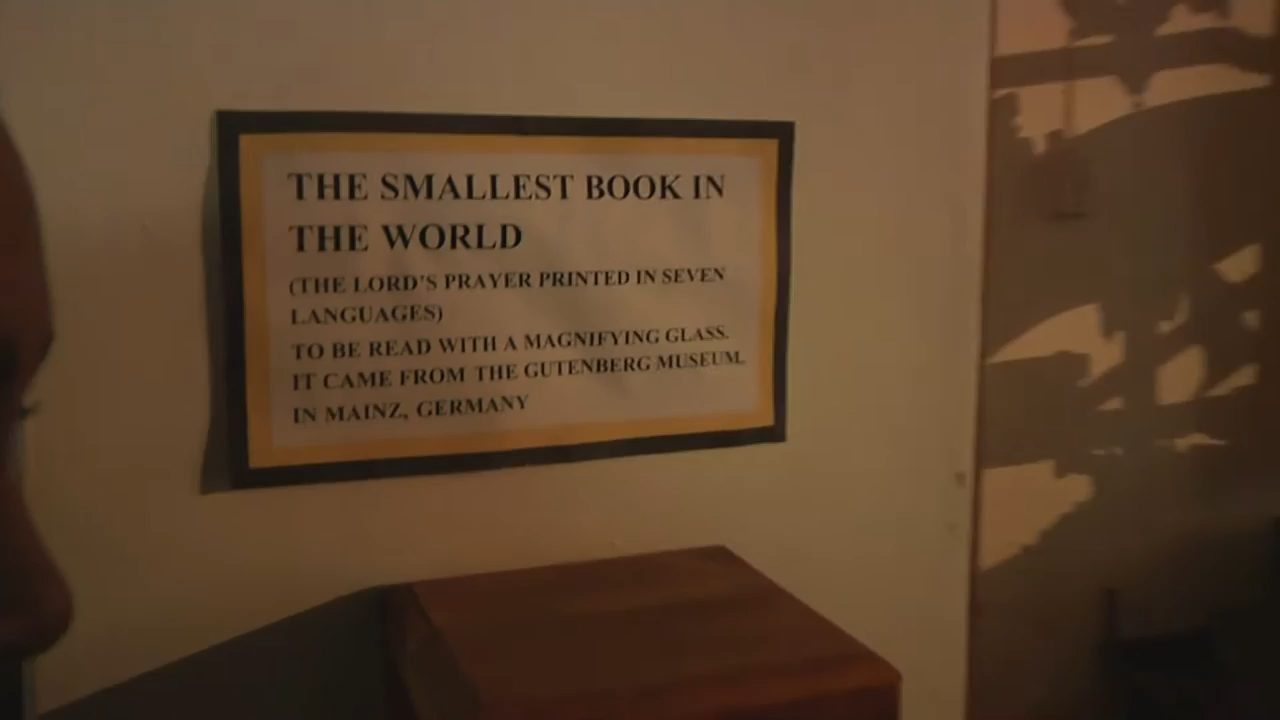 THE SMALLEST BOOK IN
THE WORLD
(THE LORD'S PRAYER PRINTED IN SEVEN
LANGUAGES)
TO BE READ WITH A MAGNIFYING GLASS.
IT CAME FROM THE GUTENBERG MUSEUM,
IN MAINZ, GERMANY